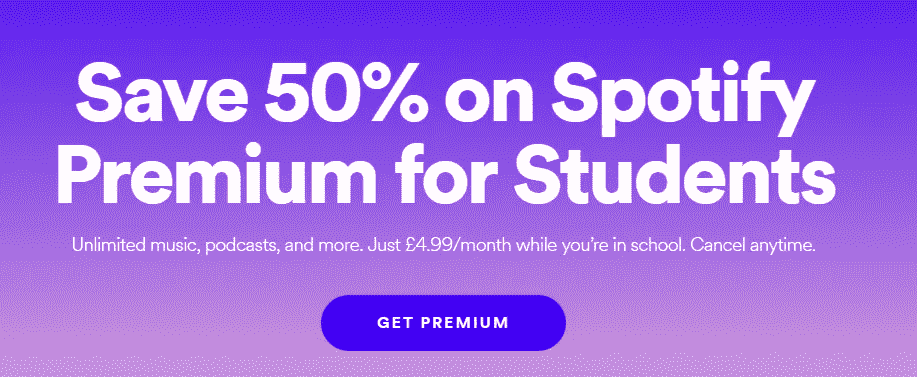 Save 50% on Spotify
Premium for Students
Unlimited music, podcasts, and more. Just £4.99/month while you’re in school. Cancel anytime.
GET PREMIUM